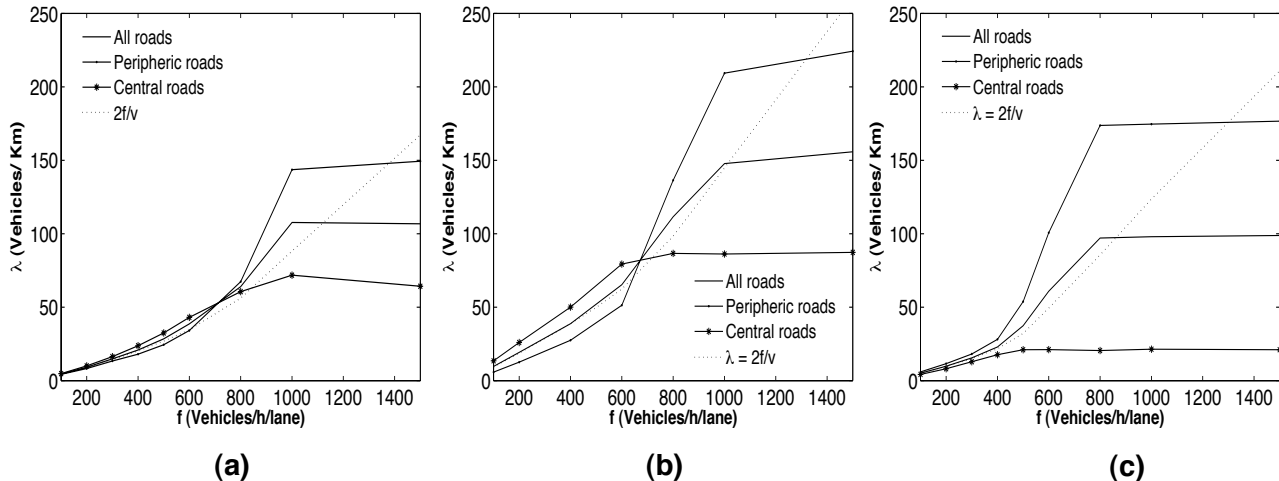 250
200
150
100
50
0
λ (Vehicles/ Km)
All roads
Peripheric roads
Central roads
2f/v
200 400 600 800 1000 1200 1400
f (Vehicles/h/lane)
(a)
250
200
150
100
50
0
λ (Vehicles/ Km)
All roads
Peripheric roads
Central roads
λ = 2f/v
200 400 600 800 1000 1200 1400
f (Vehicles/h/lane)
(b)
250
200
150
100
50
0
λ (Vehicles/ Km)
All roads
Peripheric roads
Central roads
λ = 2f/v
200 400 600 800 1000 1200 1400
f (Vehicles/h/lane)
(c)